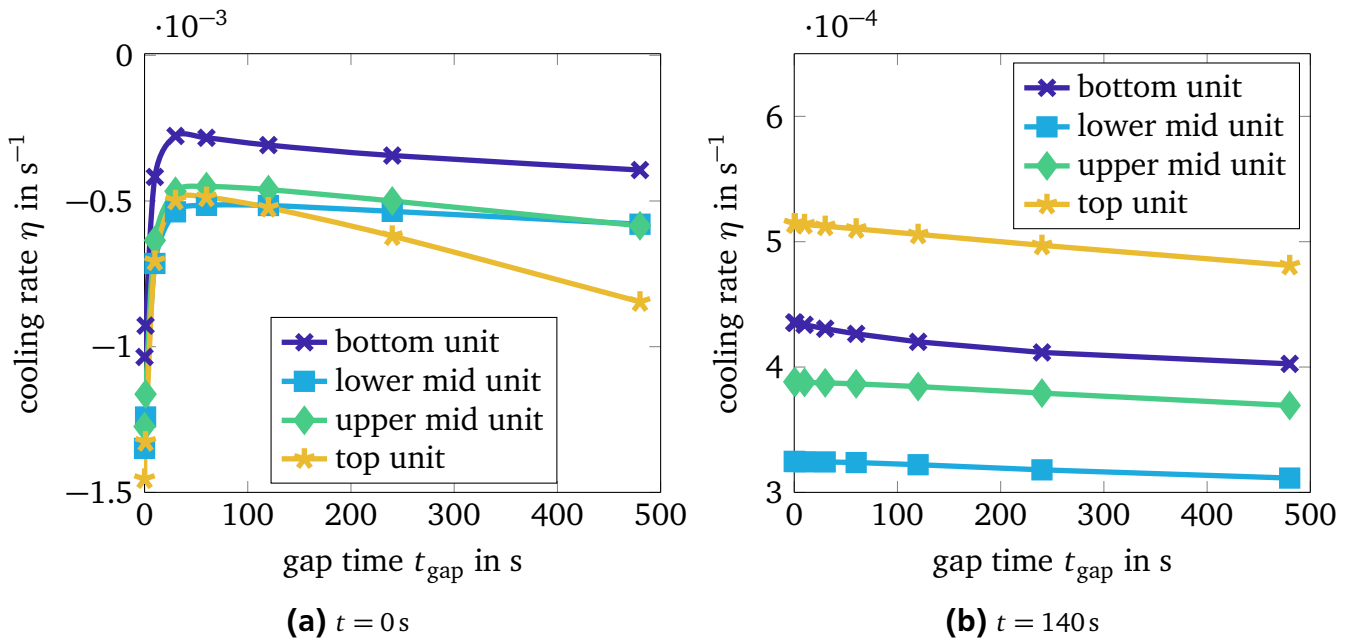 ·10⁻³
0
−0.5
−1
−1.5
cooling rate η in s⁻¹
bottom unit
lower mid unit
upper mid unit
top unit
0 100 200 300 400 500
gap time t_gap in s
(a) t = 0 s
·10⁻⁴
6
5
4
3
cooling rate η in s⁻¹
bottom unit
lower mid unit
upper mid unit
top unit
0 100 200 300 400 500
gap time t_gap in s
(b) t = 140 s